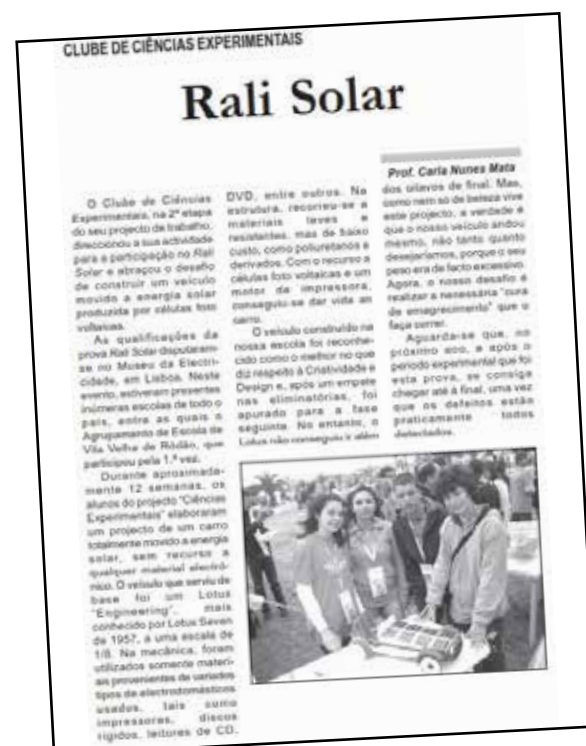 CLUBE DE CIÊNCIAS EXPERIMENTAIS
Rali Solar
Prof. Carla Nunes Mata
O Clube de Ciências
Experimentais, na 2ª etapa
do seu projecto de trabalho,
direccionou a sua actividade
para a participação no Rali
Solar e abraçou o desafio
de construir um veículo
movido a energia solar
produzida por células foto
voltaicas.
As qualificações da
prova Rali Solar disputaram-
se no Museu da Electri-
cidade, em Lisboa. Neste
evento, estiveram presentes
inúmeras escolas de todo o
país, entre as quais o
Agrupamento de Escola de
Vila Velha de Ródão, que
participou pela 1.ª vez.
Durante aproximada-
mente 12 semanas, os
alunos do projecto "Ciências
Experimentais" elaboraram
um projecto de um carro
totalmente movido a energia
solar, sem recurso a
qualquer material electró-
nico. O veículo que serviu de
base foi um Lotus
"Engineering", mais
conhecido por Lotus Seven
de 1957, a uma escala de
1/8. Na mecânica, foram
utilizados somente materi-
ais provenientes de variados
tipos de electrodomésticos
usados, tais como
impressoras, discos
rígidos, leitores de CD,
DVD, entre outros. Na
estrutura, recorreu-se a
materiais leves e
resistentes, mas de baixo
custo, como poliuretanos e
derivados. Com o recurso a
células foto voltaicas e um
motor de impressora,
conseguiu-se dar vida ao
carro.
O veículo construído na
nossa escola foi reconhe-
cido como o melhor no que
diz respeito à Criatividade e
Design e, após um empate
nas eliminatórias, foi
apurado para a fase
seguinte. No entanto, o
Lotus não conseguiu ir além
dos oitavos de final. Mas,
como nem só de beleza vive
este projecto, a verdade é
que o nosso veículo andou
mesmo, não tanto quanto
desejaríamos, porque o seu
peso era de facto excessivo.
Agora, o nosso desafio é
realizar a necessária "cura
de emagrecimento" que o
faça correr.
Aguarda-se que, no
próximo ano, e após o
período experimental que foi
esta prova, se consiga
chegar até à final, uma vez
que os defeitos estão
praticamente todos
detectados.